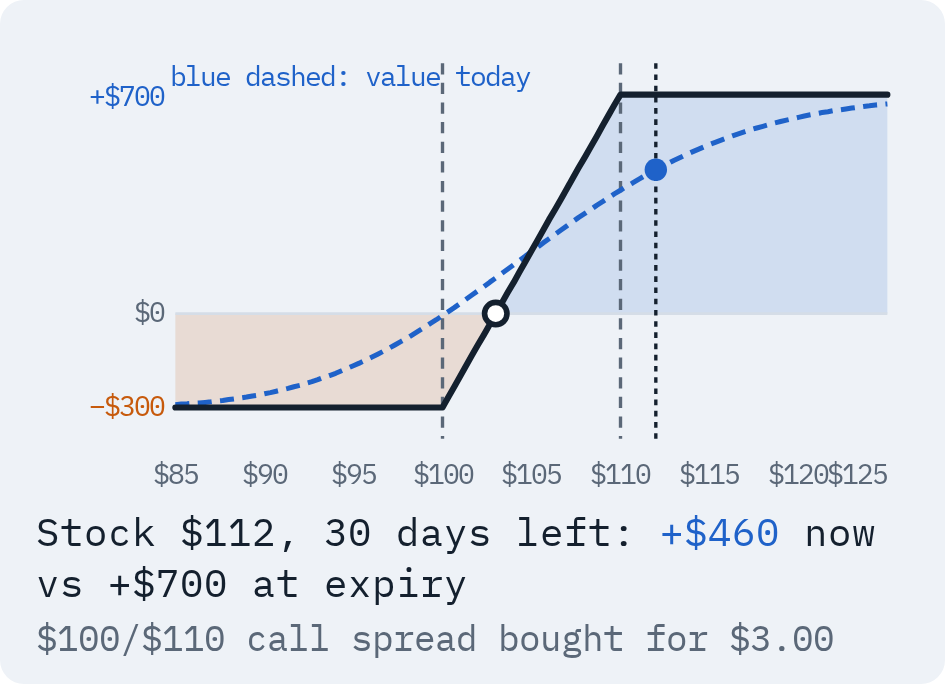 blue dashed: value today
+$700
$0
−$300
$85 $90 $95 $100 $105 $110 $115 $120 $125
Stock $112, 30 days left: +$460 now
vs +$700 at expiry
$100/$110 call spread bought for $3.00